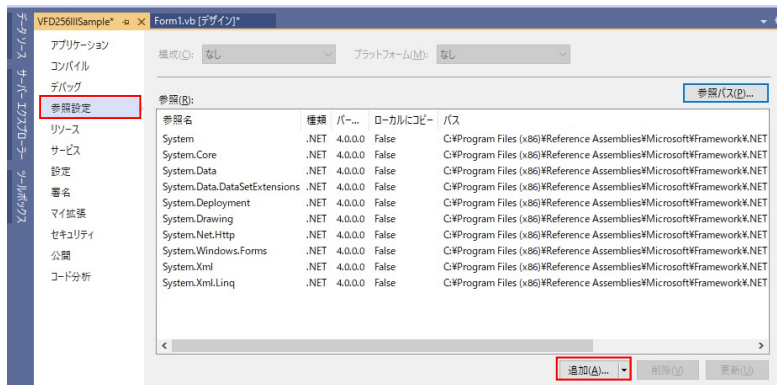 データ ソース
サーバー エクスプローラー
ツールボックス
VFD256IIISample*
Form1.vb [デザイン]*
アプリケーション
コンパイル
デバッグ
参照設定
リソース
サービス
設定
署名
マイ拡張
セキュリティ
公開
コード分析
構成(C): なし プラットフォーム(M): なし
参照(R): 参照パス(P)...
参照名 種類 バー... ローカルにコピー パス
System .NET 4.0.0.0 False C:¥Program Files (x86)¥Reference Assemblies¥Microsoft¥Framework¥.NET
System.Core .NET 4.0.0.0 False C:¥Program Files (x86)¥Reference Assemblies¥Microsoft¥Framework¥.NET
System.Data .NET 4.0.0.0 False C:¥Program Files (x86)¥Reference Assemblies¥Microsoft¥Framework¥.NET
System.Data.DataSetExtensions .NET 4.0.0.0 False C:¥Program Files (x86)¥Reference Assemblies¥Microsoft¥Framework¥.NET
System.Deployment .NET 4.0.0.0 False C:¥Program Files (x86)¥Reference Assemblies¥Microsoft¥Framework¥.NET
System.Drawing .NET 4.0.0.0 False C:¥Program Files (x86)¥Reference Assemblies¥Microsoft¥Framework¥.NET
System.Net.Http .NET 4.0.0.0 False C:¥Program Files (x86)¥Reference Assemblies¥Microsoft¥Framework¥.NET
System.Windows.Forms .NET 4.0.0.0 False C:¥Program Files (x86)¥Reference Assemblies¥Microsoft¥Framework¥.NET
System.Xml .NET 4.0.0.0 False C:¥Program Files (x86)¥Reference Assemblies¥Microsoft¥Framework¥.NET
System.Xml.Linq .NET 4.0.0.0 False C:¥Program Files (x86)¥Reference Assemblies¥Microsoft¥Framework¥.NET
追加(A)... 削除(V) 更新(U)